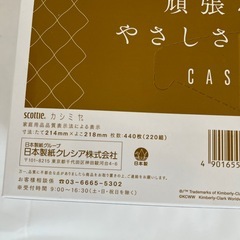 頑張
やさしさ
CAS
scottie. カシミヤ
家庭用品品質表示法による表示
寸法:たて214mm×よこ218mm 枚数:440枚(220組)
日本製紙グループ
日本製紙クレシア株式会社
〒101-8215 東京都千代田区神田駿河台4-6
お客様相談室 ☎03-6665-5302
※受付時間 9:00~16:30(土・日・祝日を除く)
日本製
4 901655
®/™ Trademarks of Kimberly-Clark
©KCWW Kimberly-Clark World